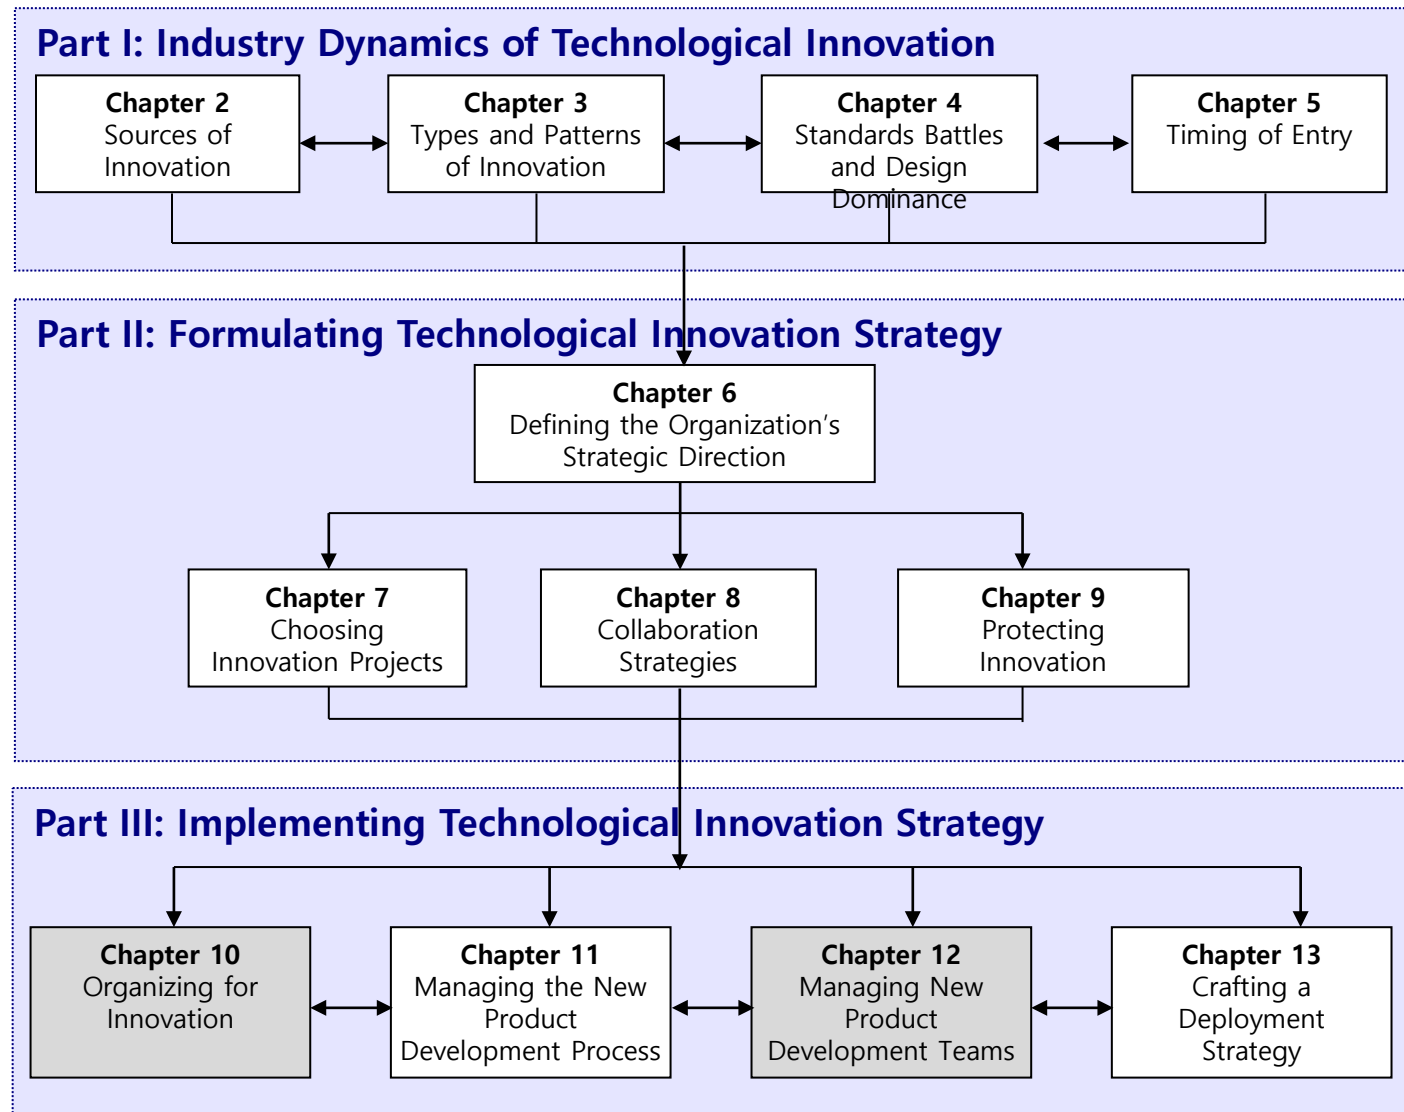 Part I: Industry Dynamics of Technological Innovation
Chapter 2
Sources of
Innovation
Chapter 3
Types and Patterns
of Innovation
Chapter 4
Standards Battles
and Design
Dominance
Chapter 5
Timing of Entry
Part II: Formulating Technological Innovation Strategy
Chapter 6
Defining the Organization’s
Strategic Direction
Chapter 7
Choosing
Innovation Projects
Chapter 8
Collaboration
Strategies
Chapter 9
Protecting
Innovation
Part III: Implementing Technological Innovation Strategy
Chapter 10
Organizing for
Innovation
Chapter 11
Managing the New
Product
Development Process
Chapter 12
Managing New
Product
Development Teams
Chapter 13
Crafting a
Deployment
Strategy